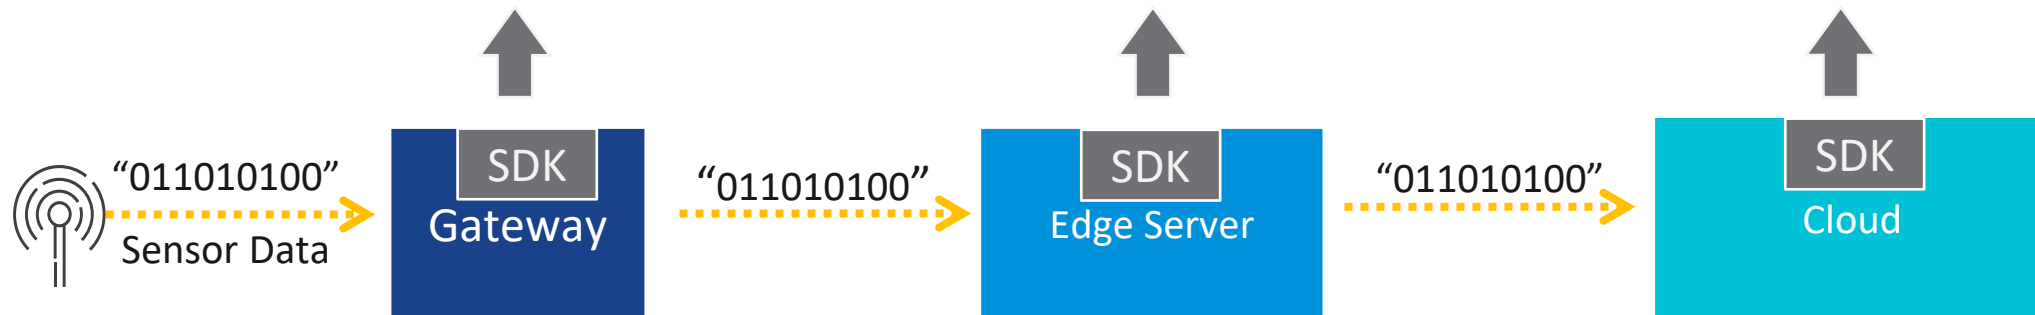 “011010100”
Sensor Data
SDK
Gateway
“011010100”
SDK
Edge Server
“011010100”
SDK
Cloud